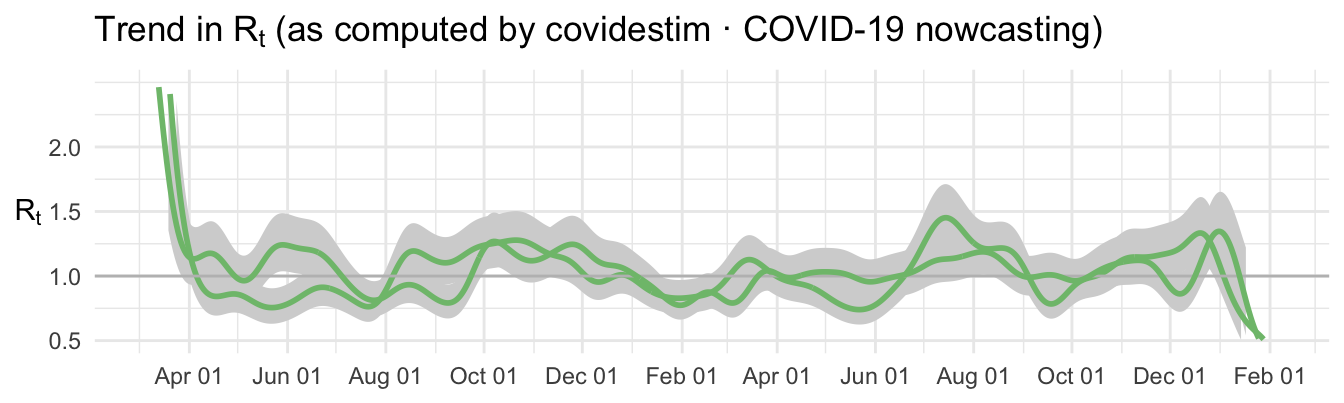 Trend in Rt (as computed by covidestim · COVID-19 nowcasting)
2.0
Rt 1.5
1.0
0.5
Apr 01 Jun 01 Aug 01 Oct 01 Dec 01 Feb 01 Apr 01 Jun 01 Aug 01 Oct 01 Dec 01 Feb 01